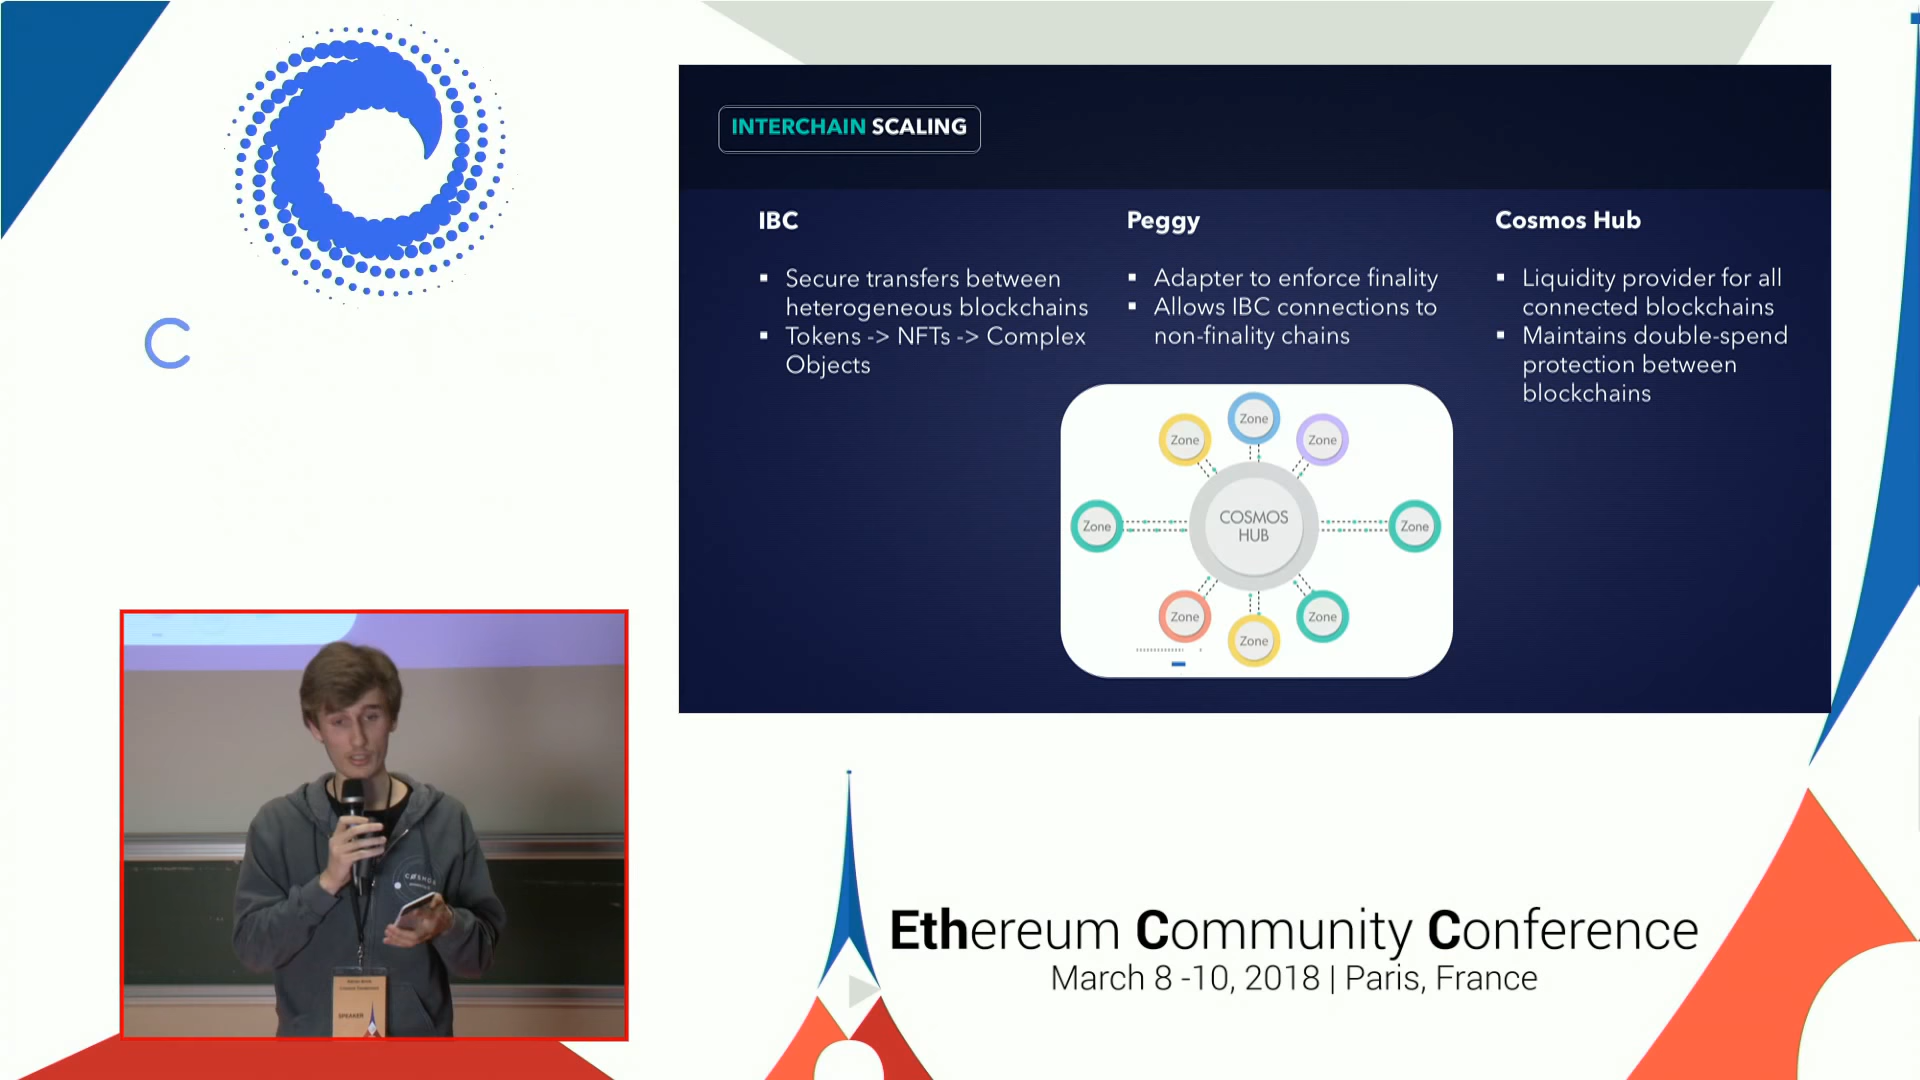 INTERCHAIN SCALING
IBC
Secure transfers between
heterogeneous blockchains
Tokens -> NFTs -> Complex
Objects
Peggy
Adapter to enforce finality
Allows IBC connections to
non-finality chains
Cosmos Hub
Liquidity provider for all
connected blockchains
Maintains double-spend
protection between
blockchains
Zone
Zone
Zone
Zone
COSMOS
HUB
Zone
Zone
Zone
Zone
C
COSMOS
SPEAKER
Ethereum Community Conference
March 8 -10, 2018 | Paris, France